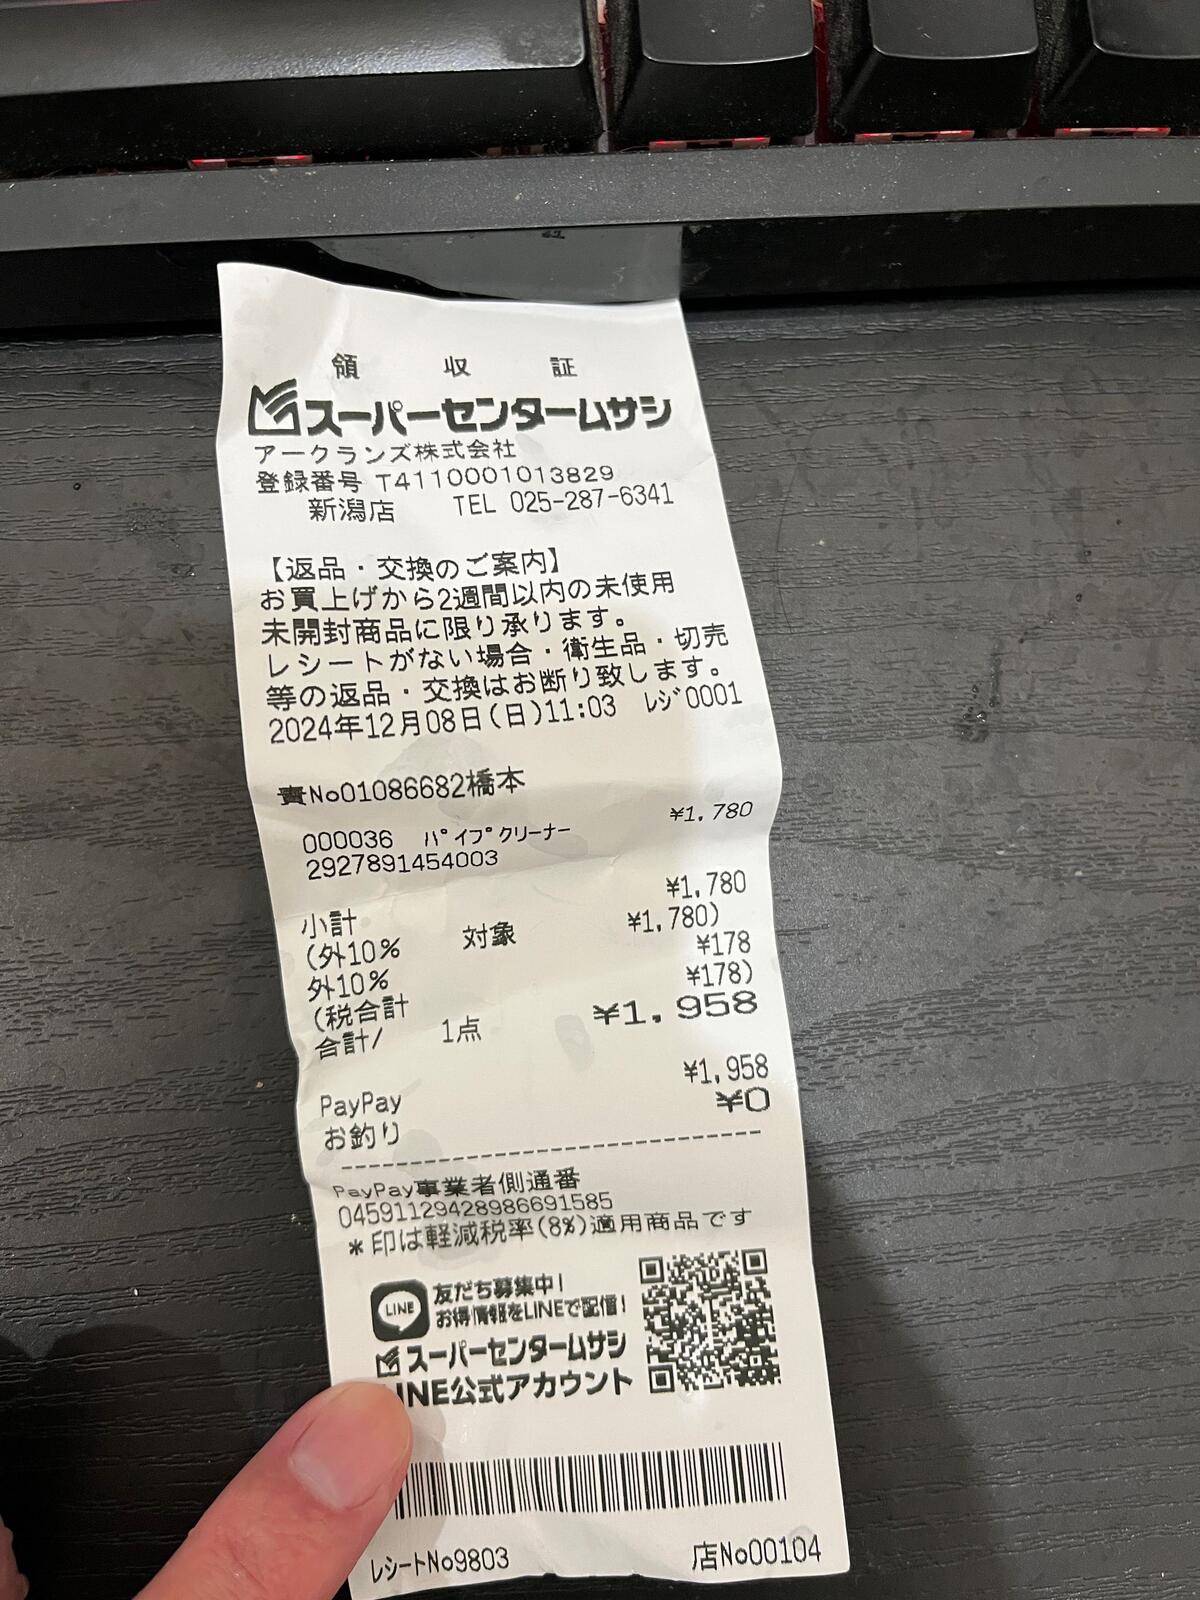 領収証
スーパーセンタームサシ
アークランズ株式会社
登録番号 T4110001013829
新潟店 TEL 025-287-6341
【返品・交換のご案内】
お買上げから2週間以内の未使用
未開封商品に限り承ります。
レシートがない場合・衛生品・切売
等の返品・交換はお断り致します。
2024年12月08日(日)11:03 ﾚｼﾞ0001
責No01086682橋本
000036 ﾊﾟｲﾌﾟｸﾘｰﾅｰ ¥1,780
2927891454003
小計 ¥1,780
(外10% 対象 ¥1,780)
外10% ¥178
(税合計 ¥178)
合計/ 1点 ¥1,958
PayPay ¥1,958
お釣り ¥0
PayPay事業者側通番
04591129428986691585
*印は軽減税率(8%)適用商品です
LINE
友だち募集中!
お得情報をLINEで配信!
スーパーセンタームサシ
INE公式アカウント
ﾚｼｰﾄNo9803 店No00104